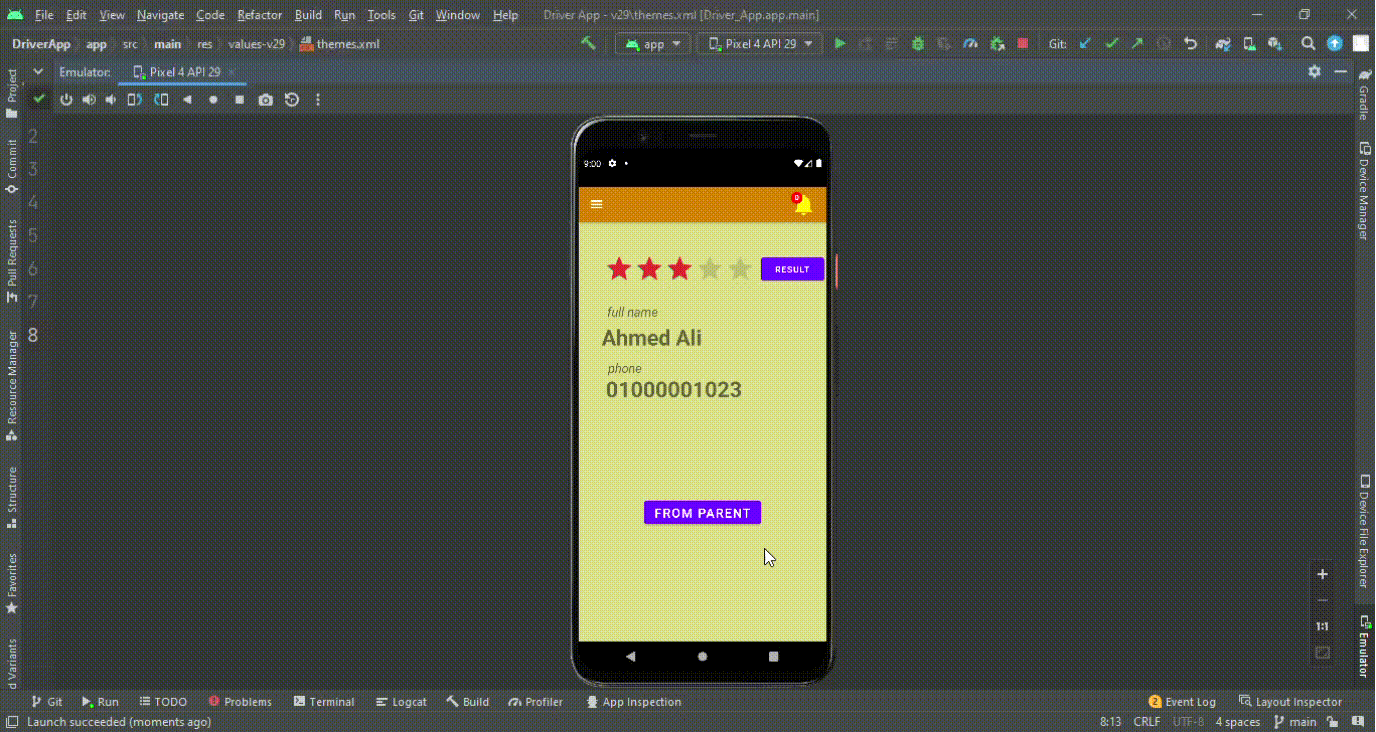 File Edit View Navigate Code Refactor Build Run Tools Git Window Help Driver App - v29\themes.xml [Driver_App.app.main]
DriverApp app src main res values-v29 themes.xml app Pixel 4 API 29 Git:
Emulator: Pixel 4 API 29
Project
Commit
Pull Requests
Resource Manager
Structure
Favorites
d Variants
2
3
4
5
6
7
8
9:00
0
RESULT
full name
Ahmed Ali
phone
01000001023
FROM PARENT
Gradle
Device Manager
Device File Explorer
Emulator
1:1
Git Run TODO Problems Terminal Logcat Build Profiler App Inspection 2 Event Log Layout Inspector
Launch succeeded (moments ago) 8:13 CRLF UTF-8 4 spaces main